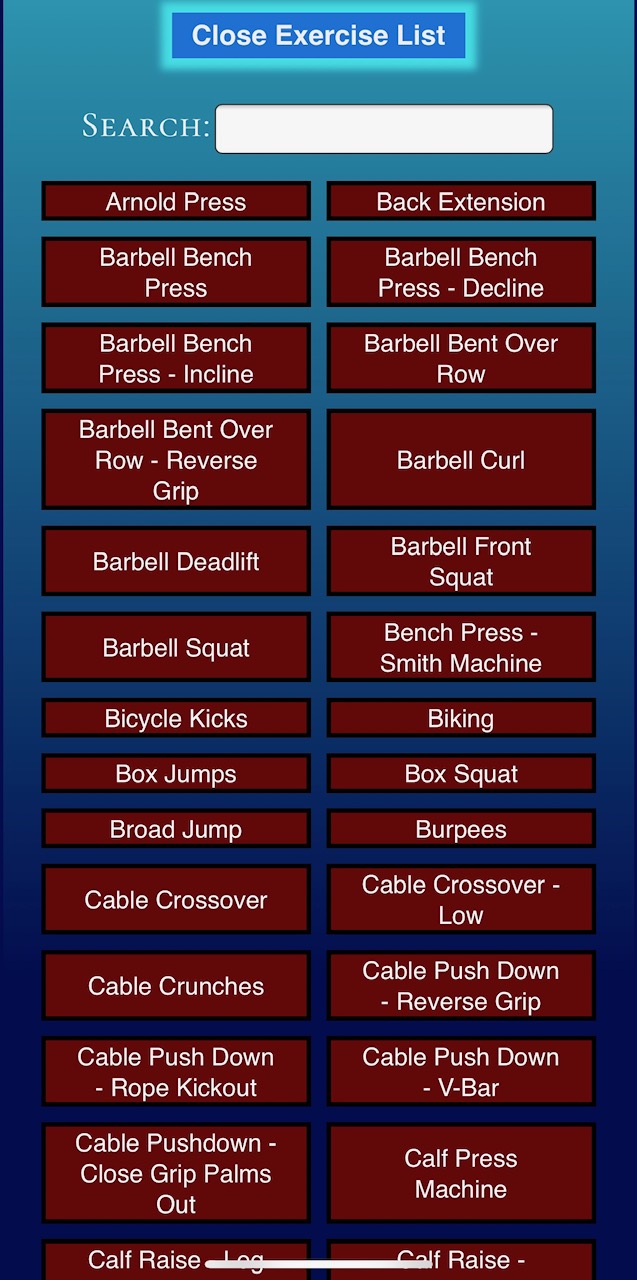 Close Exercise List
Search:
Arnold Press
Back Extension
Barbell Bench
Press
Barbell Bench
Press - Decline
Barbell Bench
Press - Incline
Barbell Bent Over
Row
Barbell Bent Over
Row - Reverse
Grip
Barbell Curl
Barbell Deadlift
Barbell Front
Squat
Barbell Squat
Bench Press -
Smith Machine
Bicycle Kicks
Biking
Box Jumps
Box Squat
Broad Jump
Burpees
Cable Crossover
Cable Crossover -
Low
Cable Crunches
Cable Push Down
- Reverse Grip
Cable Push Down
- Rope Kickout
Cable Push Down
- V-Bar
Cable Pushdown -
Close Grip Palms
Out
Calf Press
Machine
Calf Raise - Leg
Calf Raise -